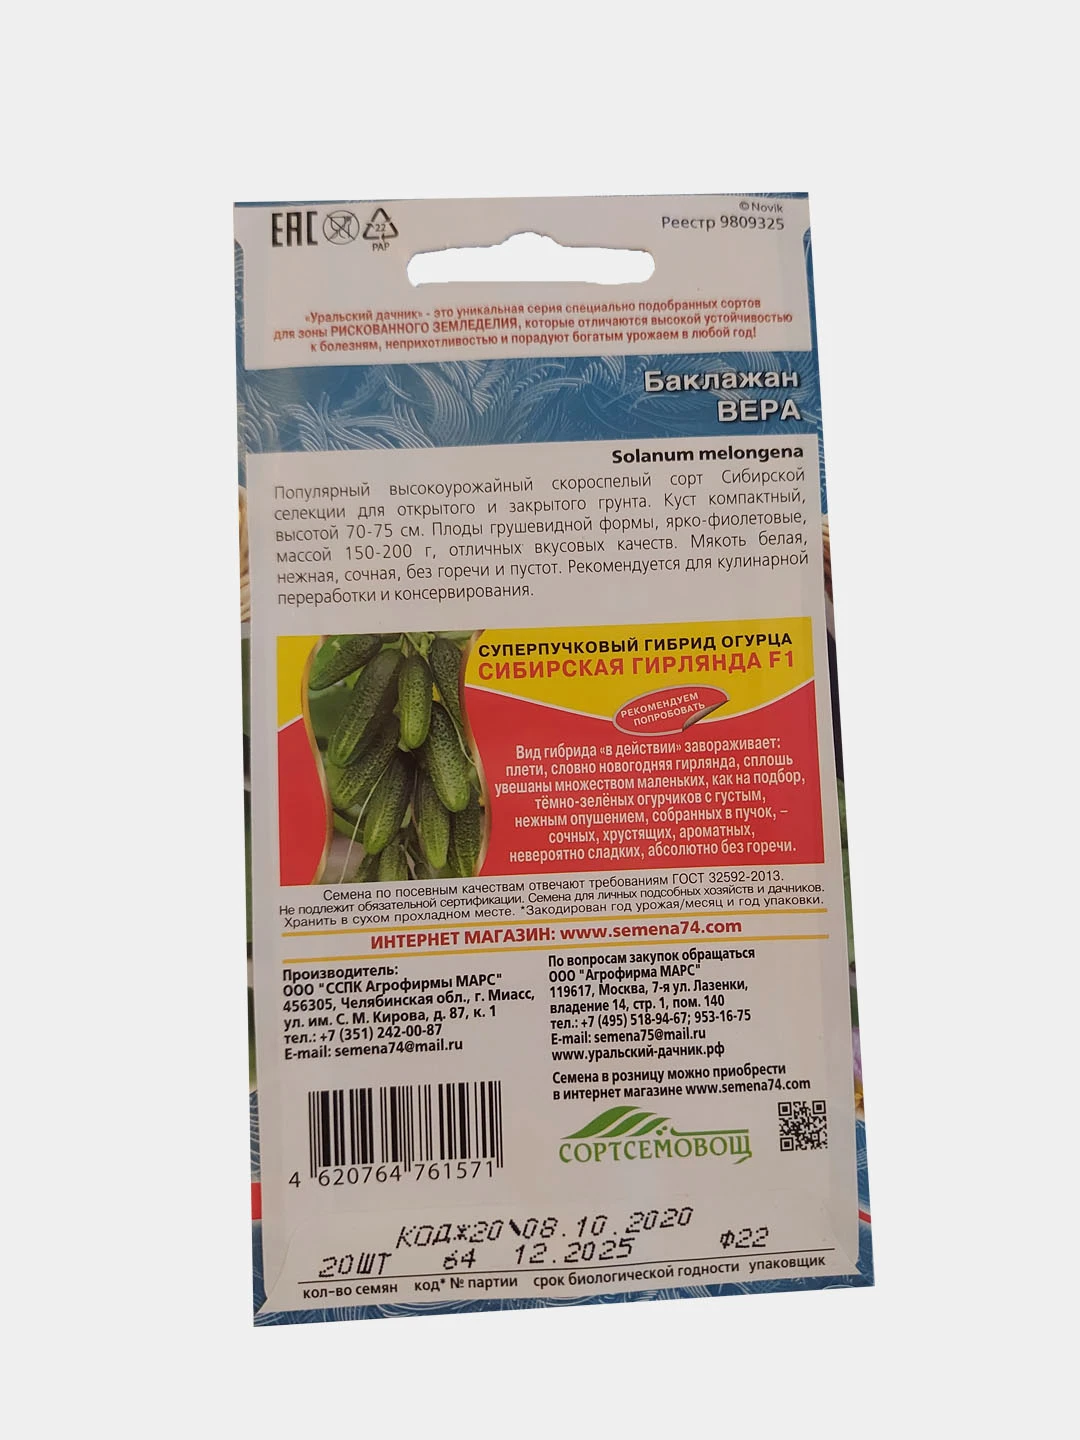 EAC
22
PAP
© Novik
Реестр 9809325
«Уральский дачник» - это уникальная серия специально подобранных сортов
для зоны РИСКОВАННОГО ЗЕМЛЕДЕЛИЯ, которые отличаются высокой устойчивостью
к болезням, неприхотливостью и порадуют богатым урожаем в любой год!
Баклажан
ВЕРА
Solanum melongena
Популярный высокоурожайный скороспелый сорт Сибирской
селекции для открытого и закрытого грунта. Куст компактный,
высотой 70-75 см. Плоды грушевидной формы, ярко-фиолетовые,
массой 150-200 г, отличных вкусовых качеств. Мякоть белая,
нежная, сочная, без горечи и пустот. Рекомендуется для кулинарной
переработки и консервирования.
СУПЕРПУЧКОВЫЙ ГИБРИД ОГУРЦА
СИБИРСКАЯ ГИРЛЯНДА F1
РЕКОМЕНДУЕМ
ПОПРОБОВАТЬ
Вид гибрида «в действии» завораживает:
плети, словно новогодняя гирлянда, сплошь
увешаны множеством маленьких, как на подбор,
тёмно-зелёных огурчиков с густым,
нежным опушением, собранных в пучок, –
сочных, хрустящих, ароматных,
невероятно сладких, абсолютно без горечи.
Семена по посевным качествам отвечают требованиям ГОСТ 32592-2013.
Не подлежит обязательной сертификации. Семена для личных подсобных хозяйств и дачников.
Хранить в сухом прохладном месте. *Закодирован год урожая/месяц и год упаковки.
ИНТЕРНЕТ МАГАЗИН: www.semena74.com
Производитель:
ООО "ССПК Агрофирмы МАРС"
456305, Челябинская обл., г. Миасс,
ул. им. С. М. Кирова, д. 87, к. 1
тел.: +7 (351) 242-00-87
E-mail: semena74@mail.ru
По вопросам закупок обращаться
ООО "Агрофирма МАРС"
119617, Москва, 7-я ул. Лазенки,
владение 14, стр. 1, пом. 140
тел.: +7 (495) 518-94-67; 953-16-75
E-mail: semena75@mail.ru
www.уральский-дачник.рф
Семена в розницу можно приобрести
в интернет магазине www.semena74.com
СОРТСЕМОВОЩ
4 620764 761571
КОД*20\08.10.2020
20ШТ 64 12.2025 Ф22
кол-во семян код* № партии срок биологической годности упаковщик